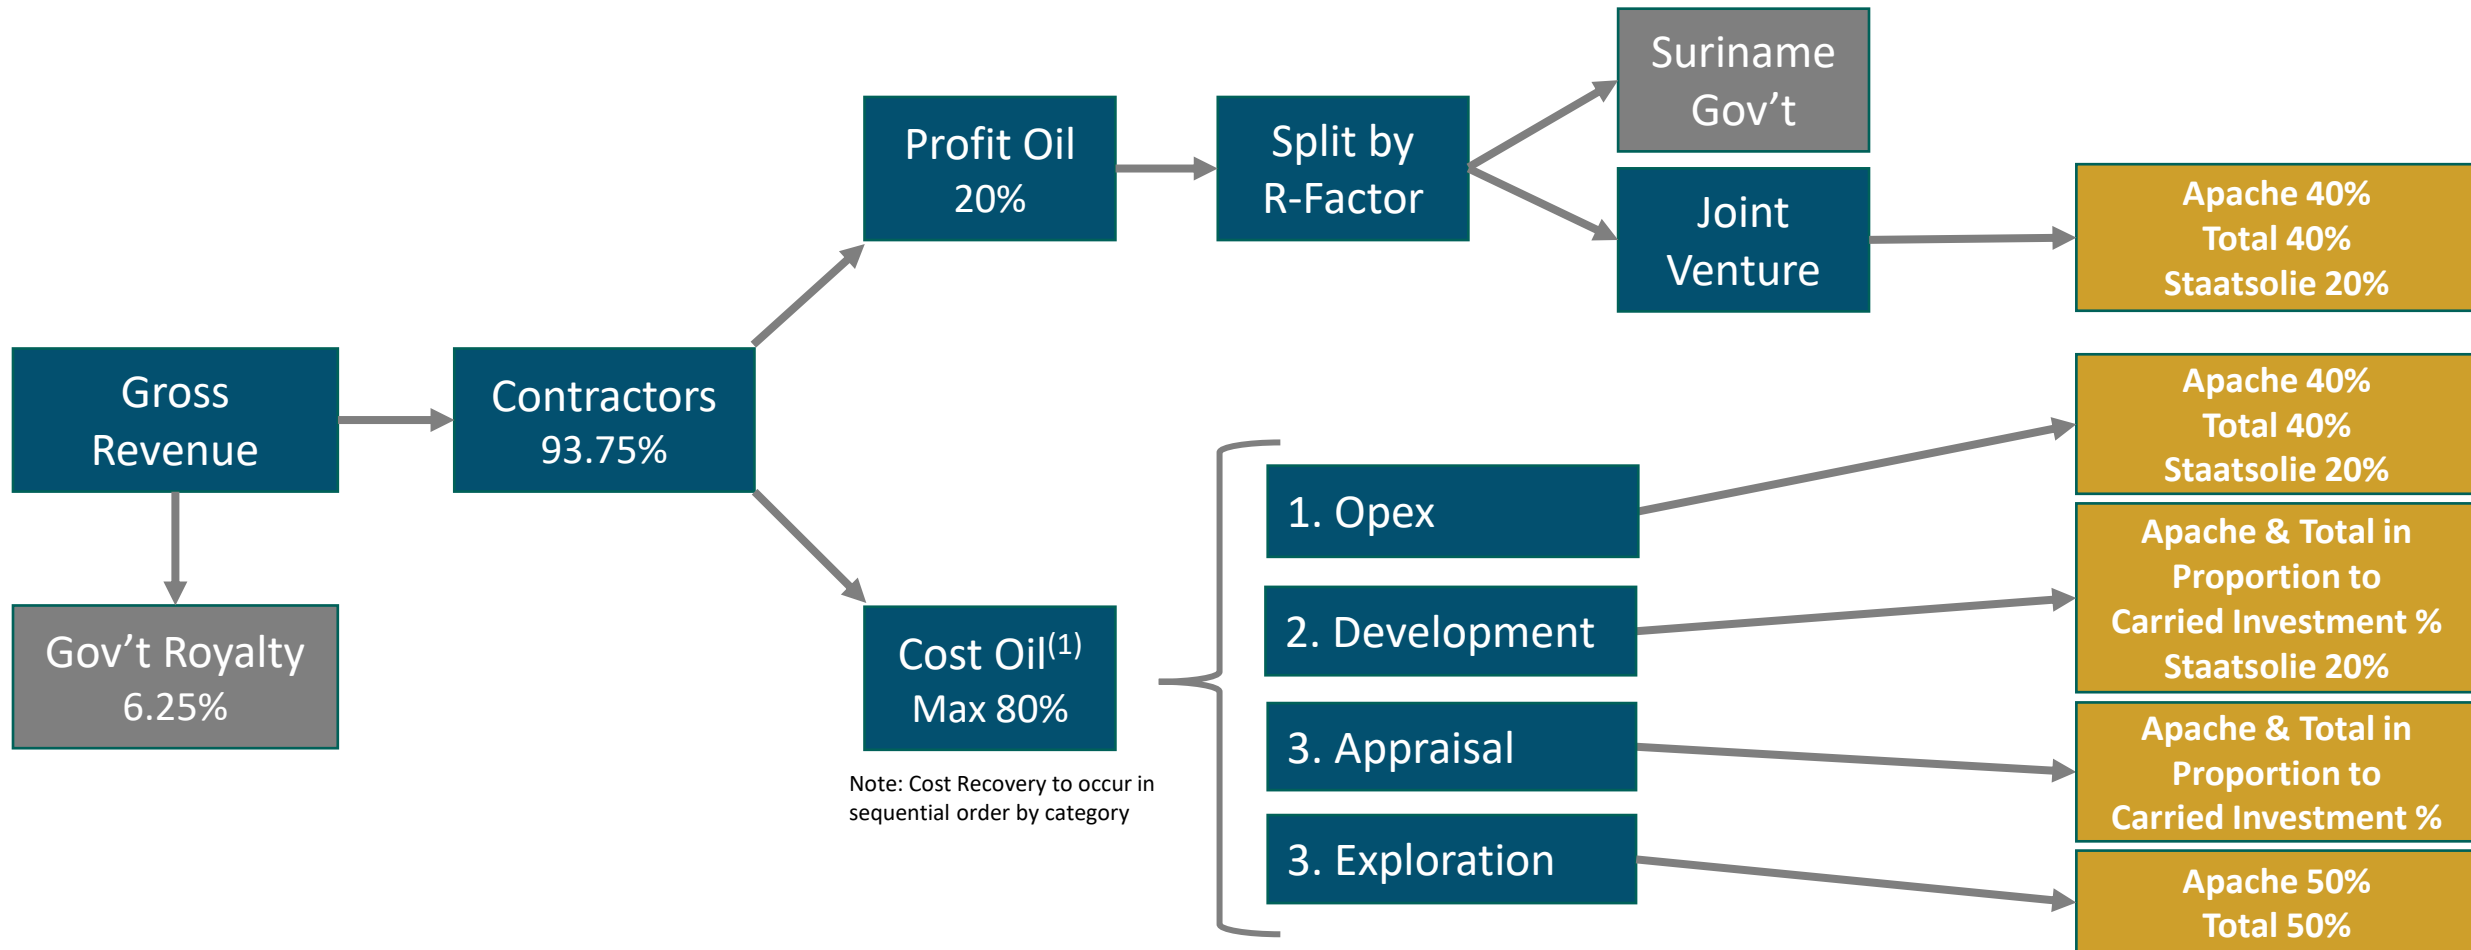 Gross
Revenue
Gov’t Royalty
6.25%
Contractors
93.75%
Profit Oil
20%
Split by
R-Factor
Suriname
Gov’t
Joint
Venture
Apache 40%
Total 40%
Staatsolie 20%
Cost Oil(1)
Max 80%
Note: Cost Recovery to occur in
sequential order by category
1. Opex
Apache 40%
Total 40%
Staatsolie 20%
2. Development
Apache & Total in
Proportion to
Carried Investment %
Staatsolie 20%
3. Appraisal
Apache & Total in
Proportion to
Carried Investment %
3. Exploration
Apache 50%
Total 50%